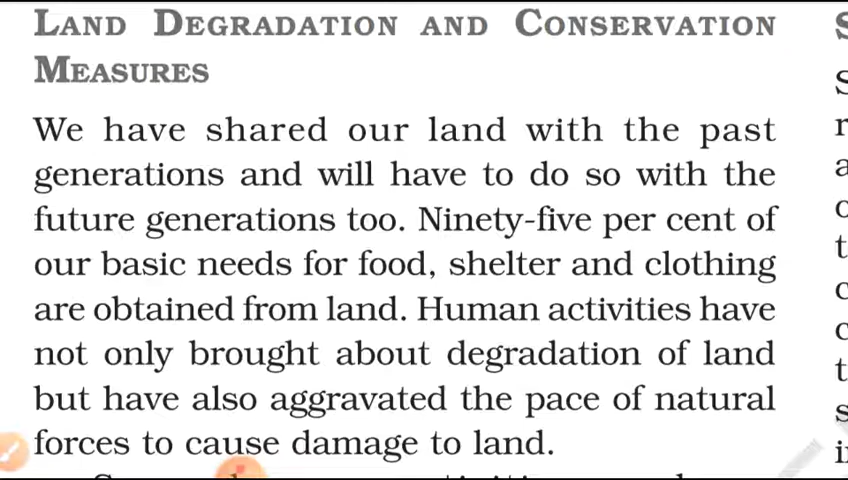 LAND DEGRADATION AND CONSERVATION
MEASURES
We have shared our land with the past
generations and will have to do so with the
future generations too. Ninety-five per cent of
our basic needs for food, shelter and clothing
are obtained from land. Human activities have
not only brought about degradation of land
but have also aggravated the pace of natural
forces to cause damage to land.